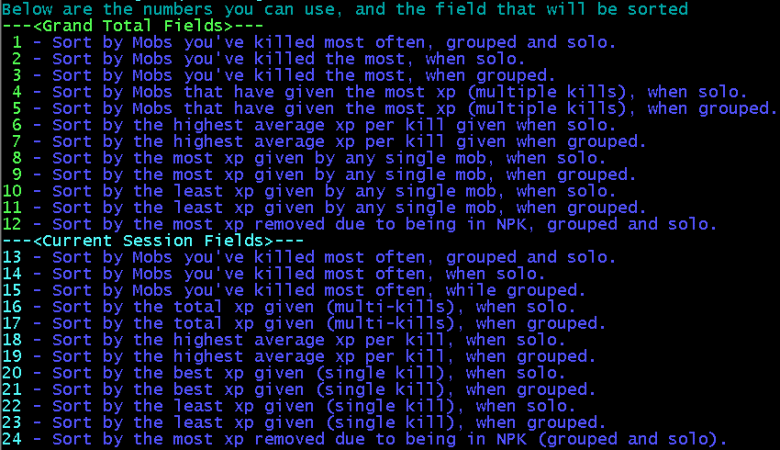 Below are the numbers you can use, and the field that will be sorted
---<Grand Total Fields>---
1 - Sort by Mobs you've killed most often, grouped and solo.
2 - Sort by Mobs you've killed the most, when solo.
3 - Sort by Mobs you've killed the most, when grouped.
4 - Sort by Mobs that have given the most xp (multiple kills), when solo.
5 - Sort by Mobs that have given the most xp (multiple kills), when grouped.
6 - Sort by the highest average xp per kill given when solo.
7 - Sort by the highest average xp per kill given when grouped.
8 - Sort by the most xp given by any single mob, when solo.
9 - Sort by the most xp given by any single mob, when grouped.
10 - Sort by the least xp given by any single mob, when solo.
11 - Sort by the least xp given by any single mob, when grouped.
12 - Sort by the most xp removed due to being in NPK, grouped and solo.
----<Current Session Fields>---
13 - Sort by Mobs you've killed most often, grouped and solo.
14 - Sort by Mobs you've killed most often, when solo.
15 - Sort by Mobs you've killed most often, while grouped.
16 - Sort by the total xp given (multi-kills), when solo.
17 - Sort by the total xp given (multi-kills), when grouped.
18 - Sort by the highest average xp per kill, when solo.
19 - Sort by the highest average xp per kill, when grouped.
20 - Sort by the best xp given (single kill), when solo.
21 - Sort by the best xp given (single kill), when grouped.
22 - Sort by the least xp given (single kill), when solo.
23 - Sort by the least xp given (single kill), when grouped.
24 - Sort by the most xp removed due to being in NPK (grouped and solo).